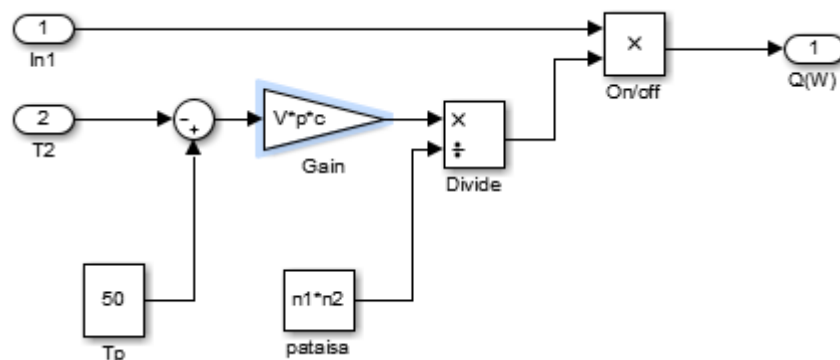 1
In1
×
On/off
1
Q(W)
2
T2
-
+
V*p*c
Gain
×
÷
Divide
50
Tp
n1*n2
pataisa